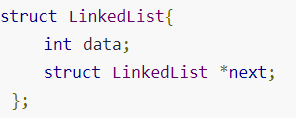 struct LinkedList{
    int data;
    struct LinkedList *next;
 };